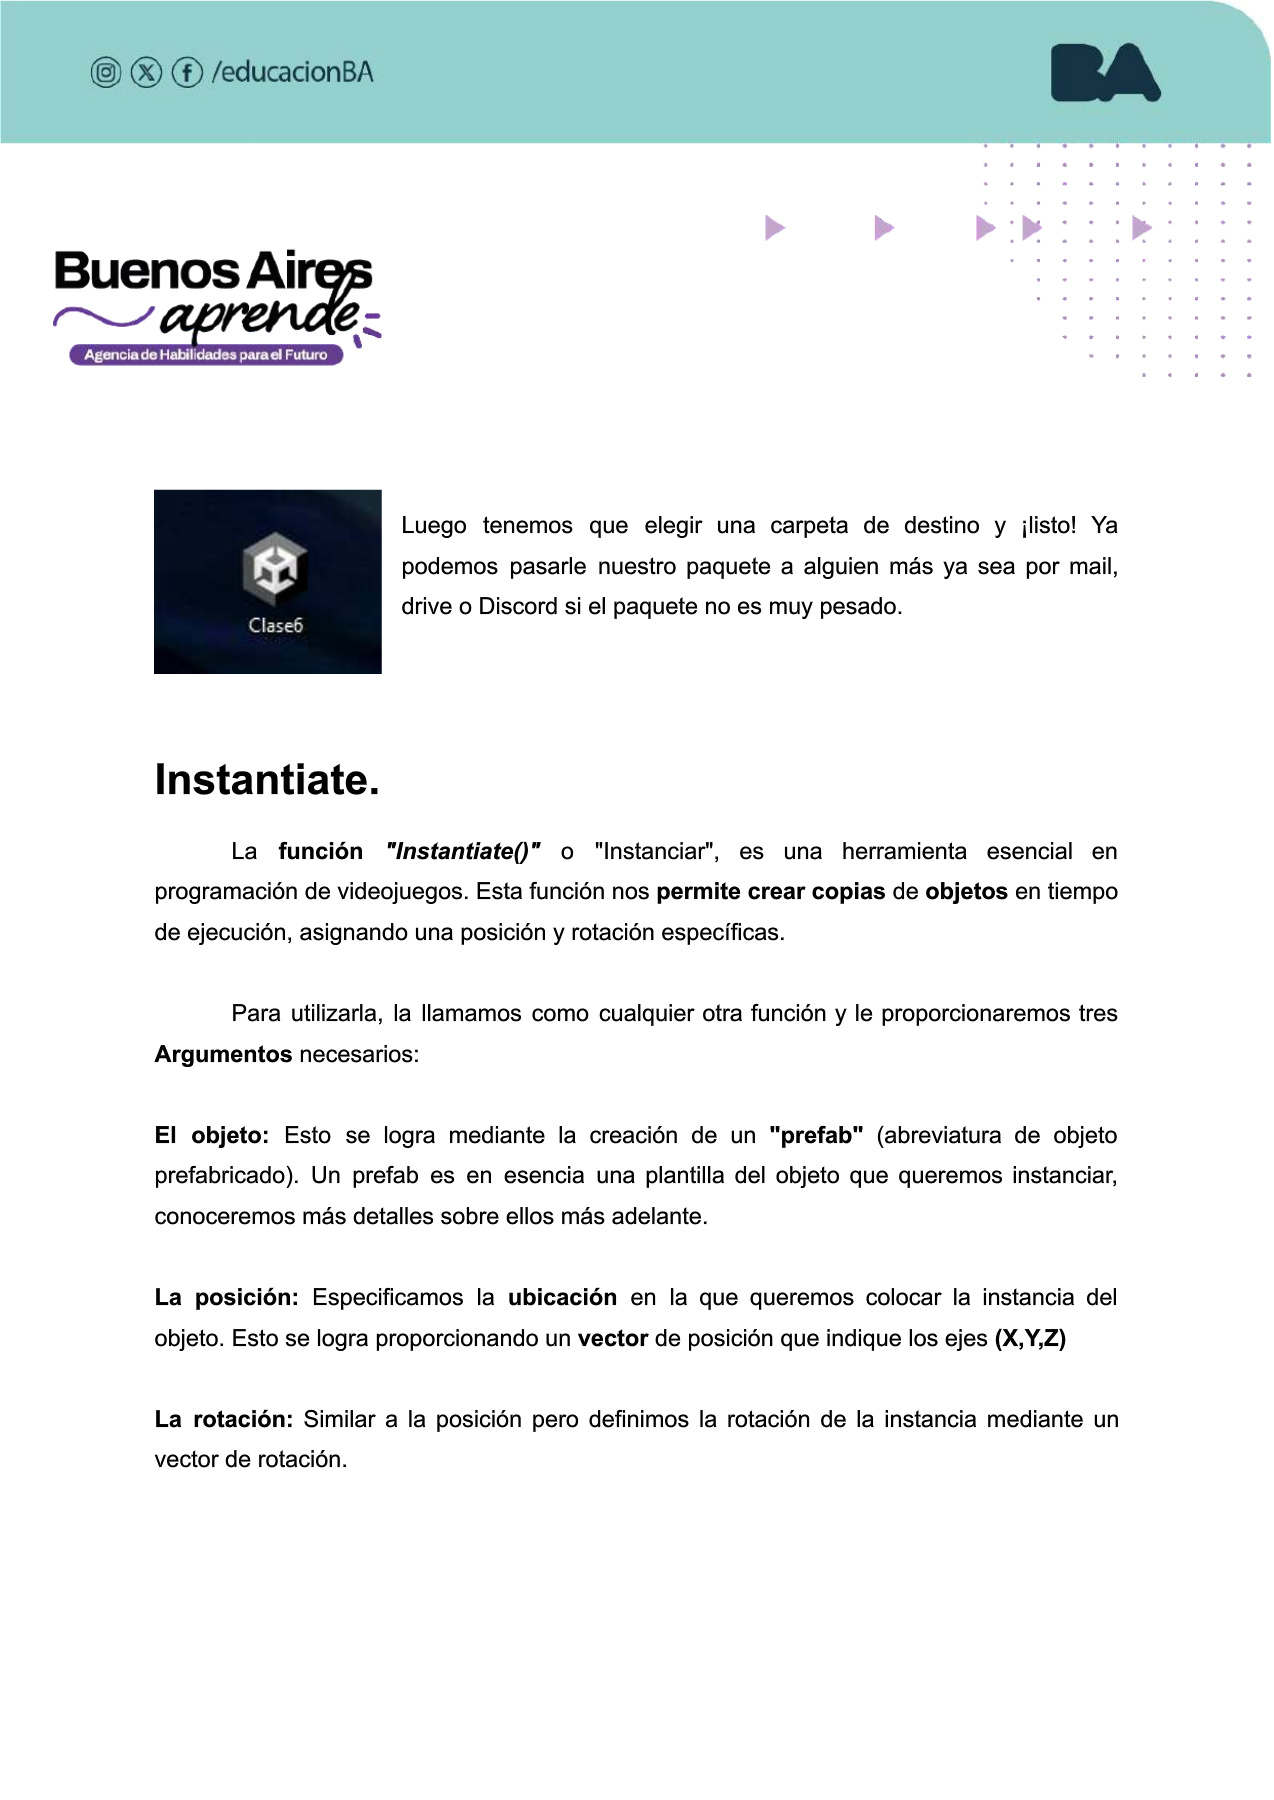 /educacionBA
BA
Buenos Aires
aprende
Agencia de Habilidades para el Futuro
Clase6
Luego tenemos que elegir una carpeta de destino y ¡listo! Ya
podemos pasarle nuestro paquete a alguien más ya sea por mail,
drive o Discord si el paquete no es muy pesado.
Instantiate.
La función "Instantiate()" o "Instanciar", es una herramienta esencial en
programación de videojuegos. Esta función nos permite crear copias de objetos en tiempo
de ejecución, asignando una posición y rotación específicas.
Para utilizarla, la llamamos como cualquier otra función y le proporcionaremos tres
Argumentos necesarios:
El objeto: Esto se logra mediante la creación de un "prefab" (abreviatura de objeto
prefabricado). Un prefab es en esencia una plantilla del objeto que queremos instanciar,
conoceremos más detalles sobre ellos más adelante.
La posición: Especificamos la ubicación en la que queremos colocar la instancia del
objeto. Esto se logra proporcionando un vector de posición que indique los ejes (X,Y,Z)
La rotación: Similar a la posición pero definimos la rotación de la instancia mediante un
vector de rotación.